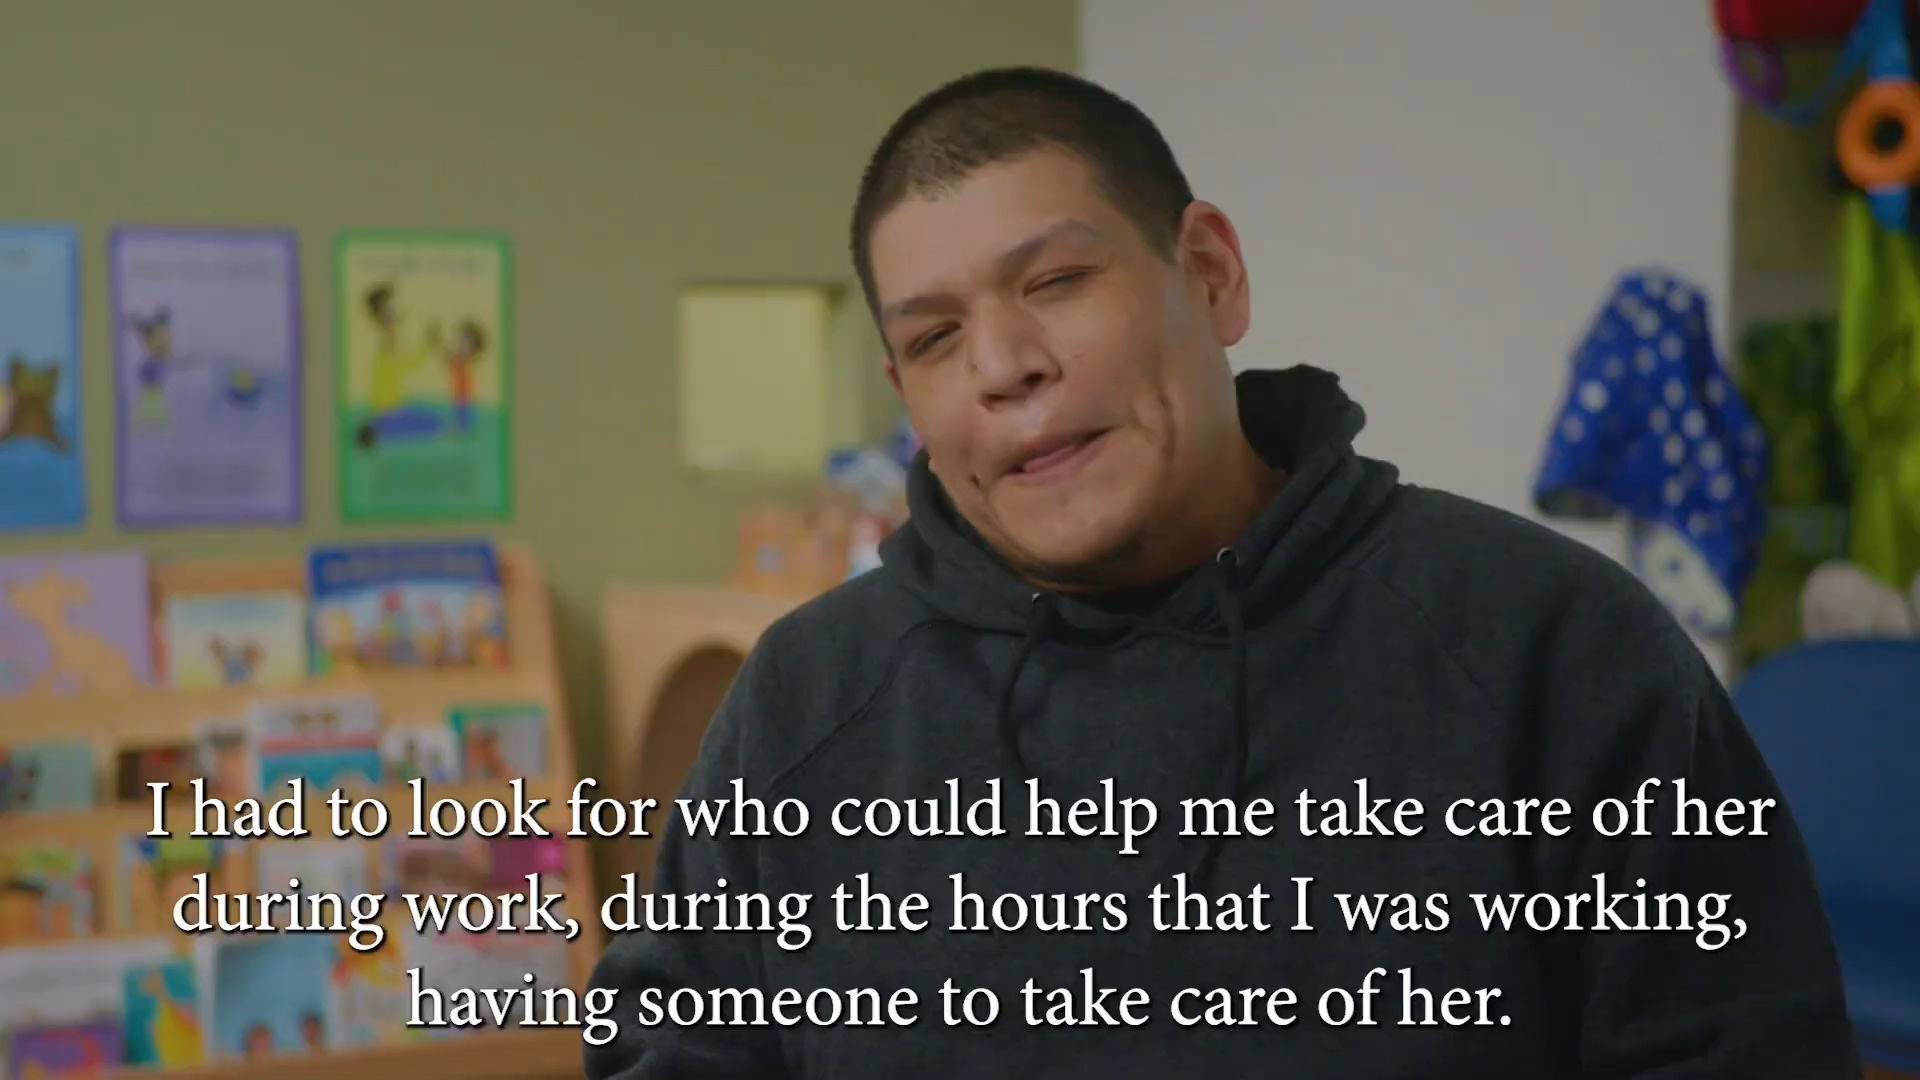 I had to look for who could help me take care of her
during work, during the hours that I was working,
having someone to take care of her.